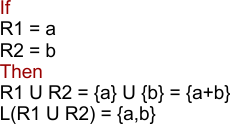 If
R1 = a
R2 = b
Then
R1 U R2 = {a} U {b} = {a+b}
L(R1 U R2) = {a,b}